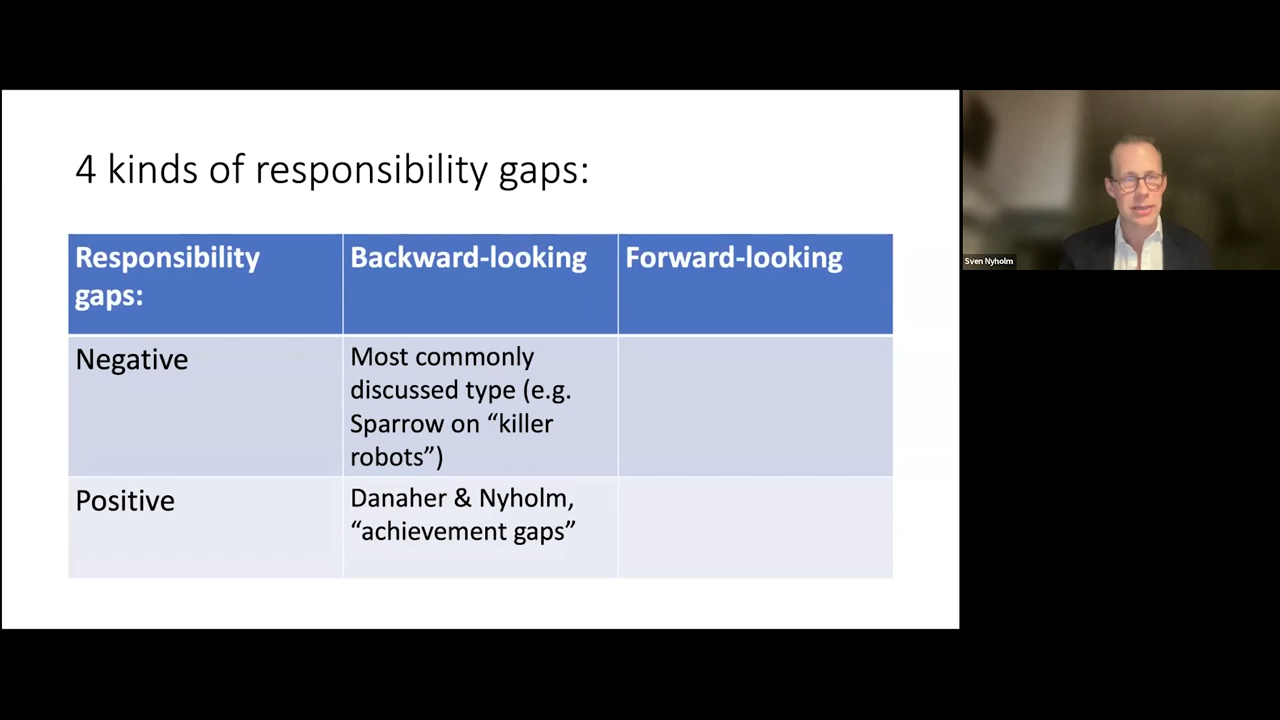 4 kinds of responsibility gaps:
Responsibility
gaps:
Backward-looking
Forward-looking
Negative
Most commonly
discussed type (e.g.
Sparrow on “killer
robots”)
Positive
Danaher & Nyholm,
“achievement gaps”
Sven Nyholm